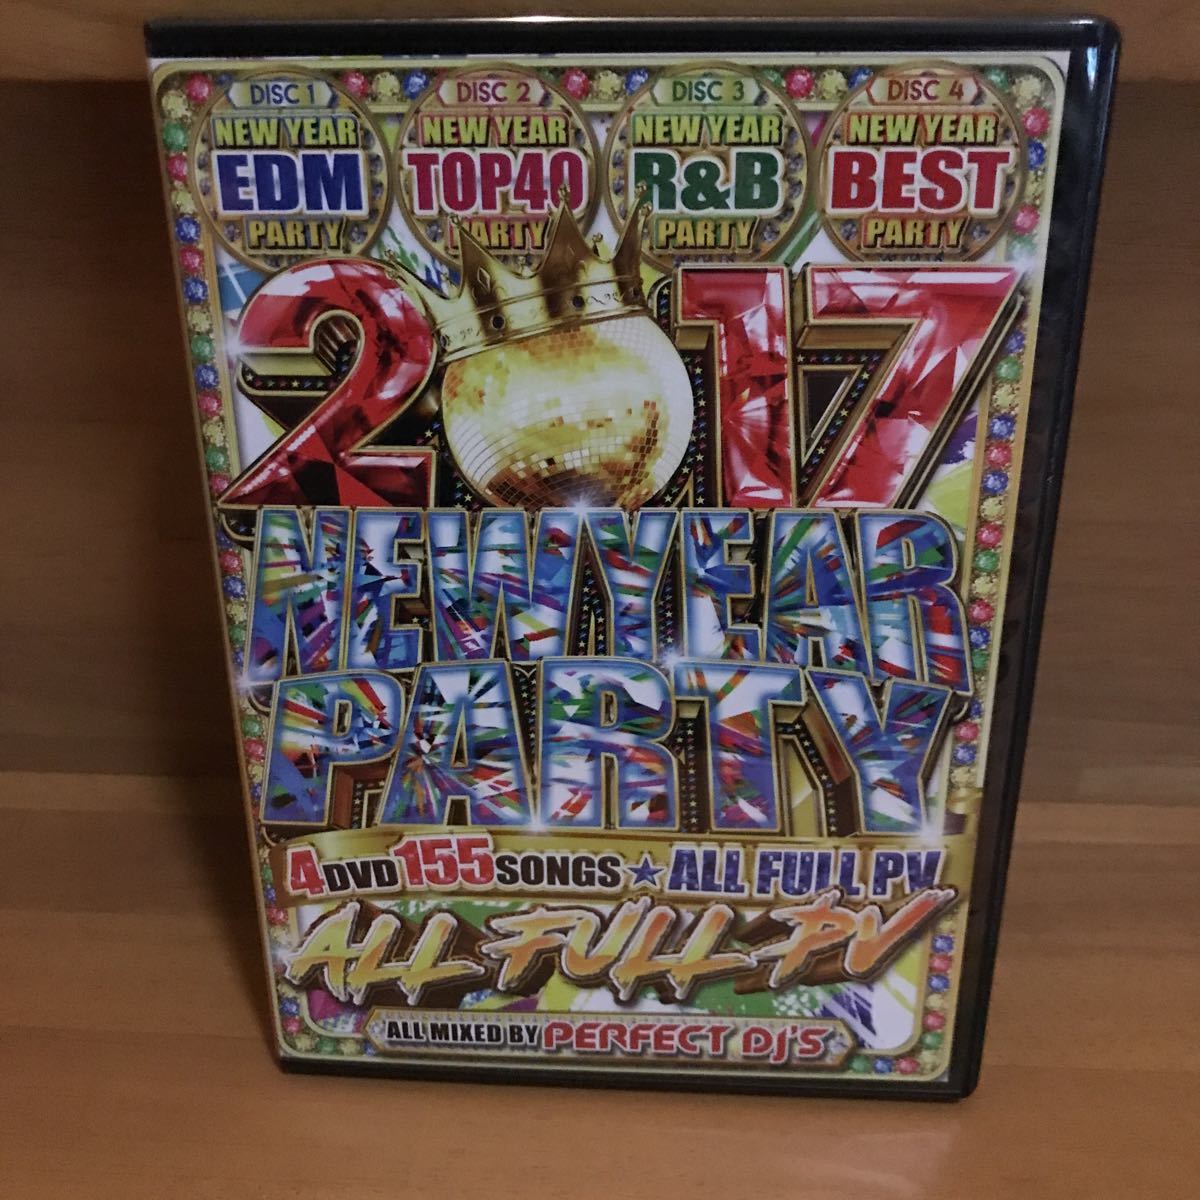 DISC 1
NEW YEAR
EDM
PARTY
DISC 2
NEW YEAR
TOP40
PARTY
DISC 3
NEW YEAR
R&B
PARTY
DISC 4
NEW YEAR
BEST
PARTY
2017
NEW YEAR
PARTY
4DVD 155SONGS★ALL FULL PV
ALL FULL PV
ALL MIXED BY PERFECT DJ'S